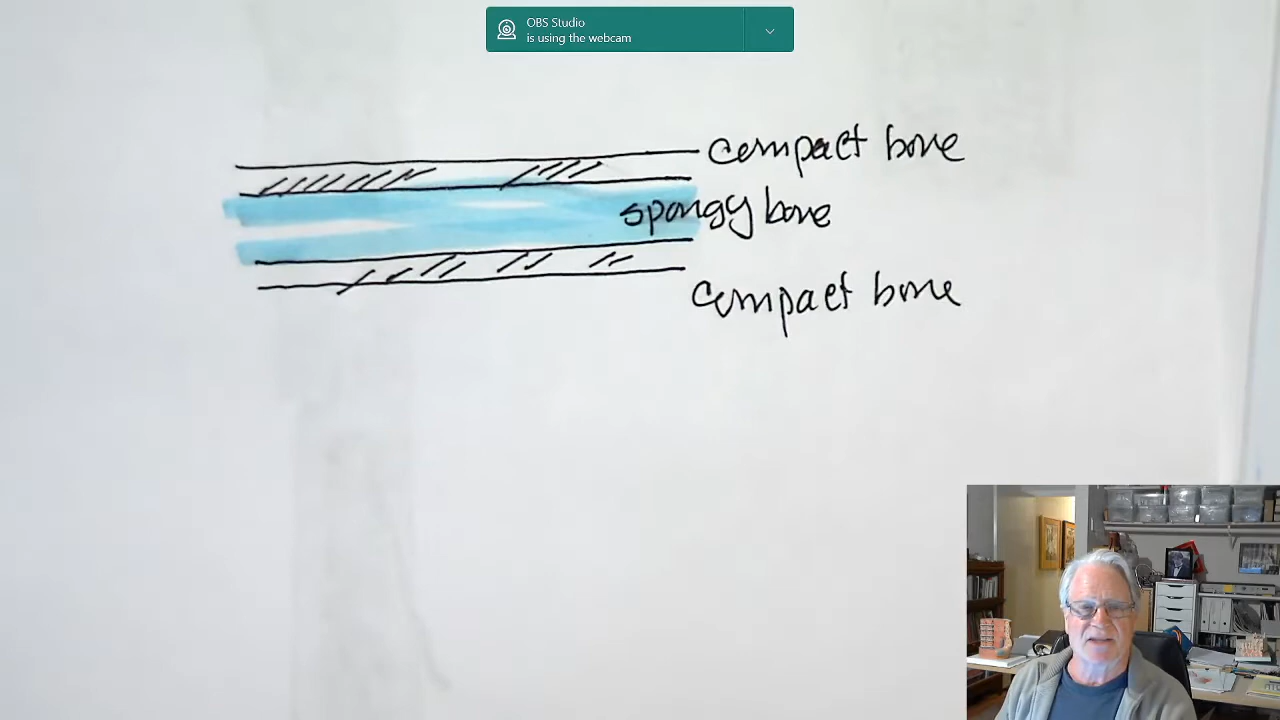 OBS Studio
is using the webcam
compact bone
spongy bone
compact bone